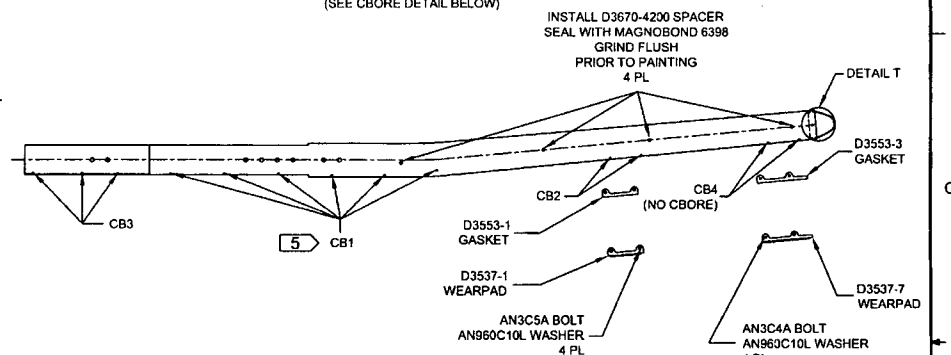 (SEE CBORE DETAIL BELOW)
INSTALL D3670-4200 SPACER
SEAL WITH MAGNOBOND 6398
GRIND FLUSH
PRIOR TO PAINTING
4 PL
DETAIL T
D3553-3
GASKET
CB2
CB4
(NO CBORE)
CB3
5
CB1
D3553-1
GASKET
D3537-1
WEARPAD
D3537-7
WEARPAD
AN3C5A BOLT
AN960C10L WASHER
4 PL
AN3C4A BOLT
AN960C10L WASHER